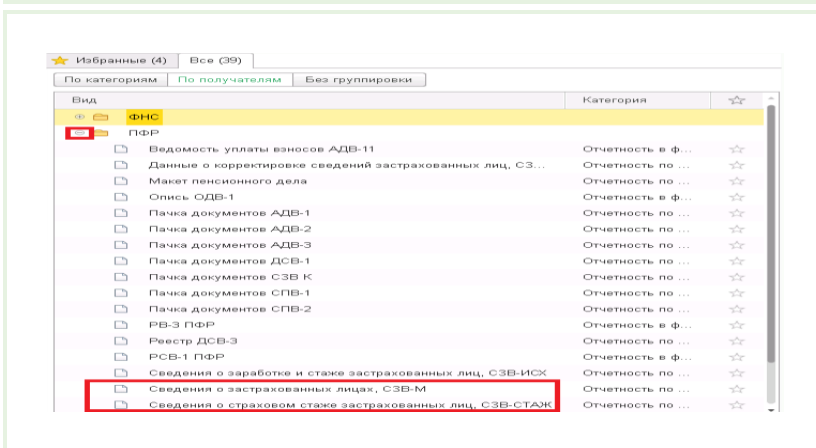 Избранные (4) Все (39)
По категориям По получателям Без группировки
Вид Категория
ФНС
ПФР
Ведомость уплаты взносов АДВ-11 Отчетность в ф...
Данные о корректировке сведений застрахованных лиц, СЗ... Отчетность по ...
Макет пенсионного дела Отчетность по ...
Опись ОДВ-1 Отчетность в ф...
Пачка документов АДВ-1 Отчетность по ...
Пачка документов АДВ-2 Отчетность по ...
Пачка документов АДВ-3 Отчетность по ...
Пачка документов ДСВ-1 Отчетность по ...
Пачка документов СЗВ К Отчетность по ...
Пачка документов СПВ-1 Отчетность по ...
Пачка документов СПВ-2 Отчетность по ...
РВ-3 ПФР Отчетность в ф...
Реестр ДСВ-3 Отчетность по ...
РСВ-1 ПФР Отчетность в ф...
Сведения о заработке и стаже застрахованных лиц, СЗВ-ИСХ Отчетность по ...
Сведения о застрахованных лицах, СЗВ-М Отчетность по ...
Сведения о страховом стаже застрахованных лиц, СЗВ-СТАЖ Отчетность по ...